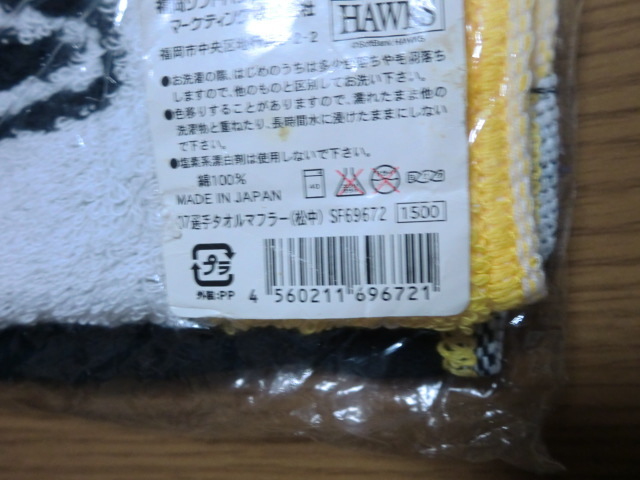 マーケティング
HAWKS
©SoftBank HAWKS
福岡市中央区
●お洗濯の際、はじめのうちは多少色落ちや毛羽落ち
しますので、他のものと区別してお洗い下さい。
●色移りすることがありますので、濡れたまま他の
洗濯物と重ねたり、長時間水に浸けたままにしない
で下さい。
●塩素系漂白剤は使用しないで下さい。
綿100%
MADE IN JAPAN
07選手タオルマフラー(松中) SF69672 1500
プラ
外装:PP
4 560211 696721